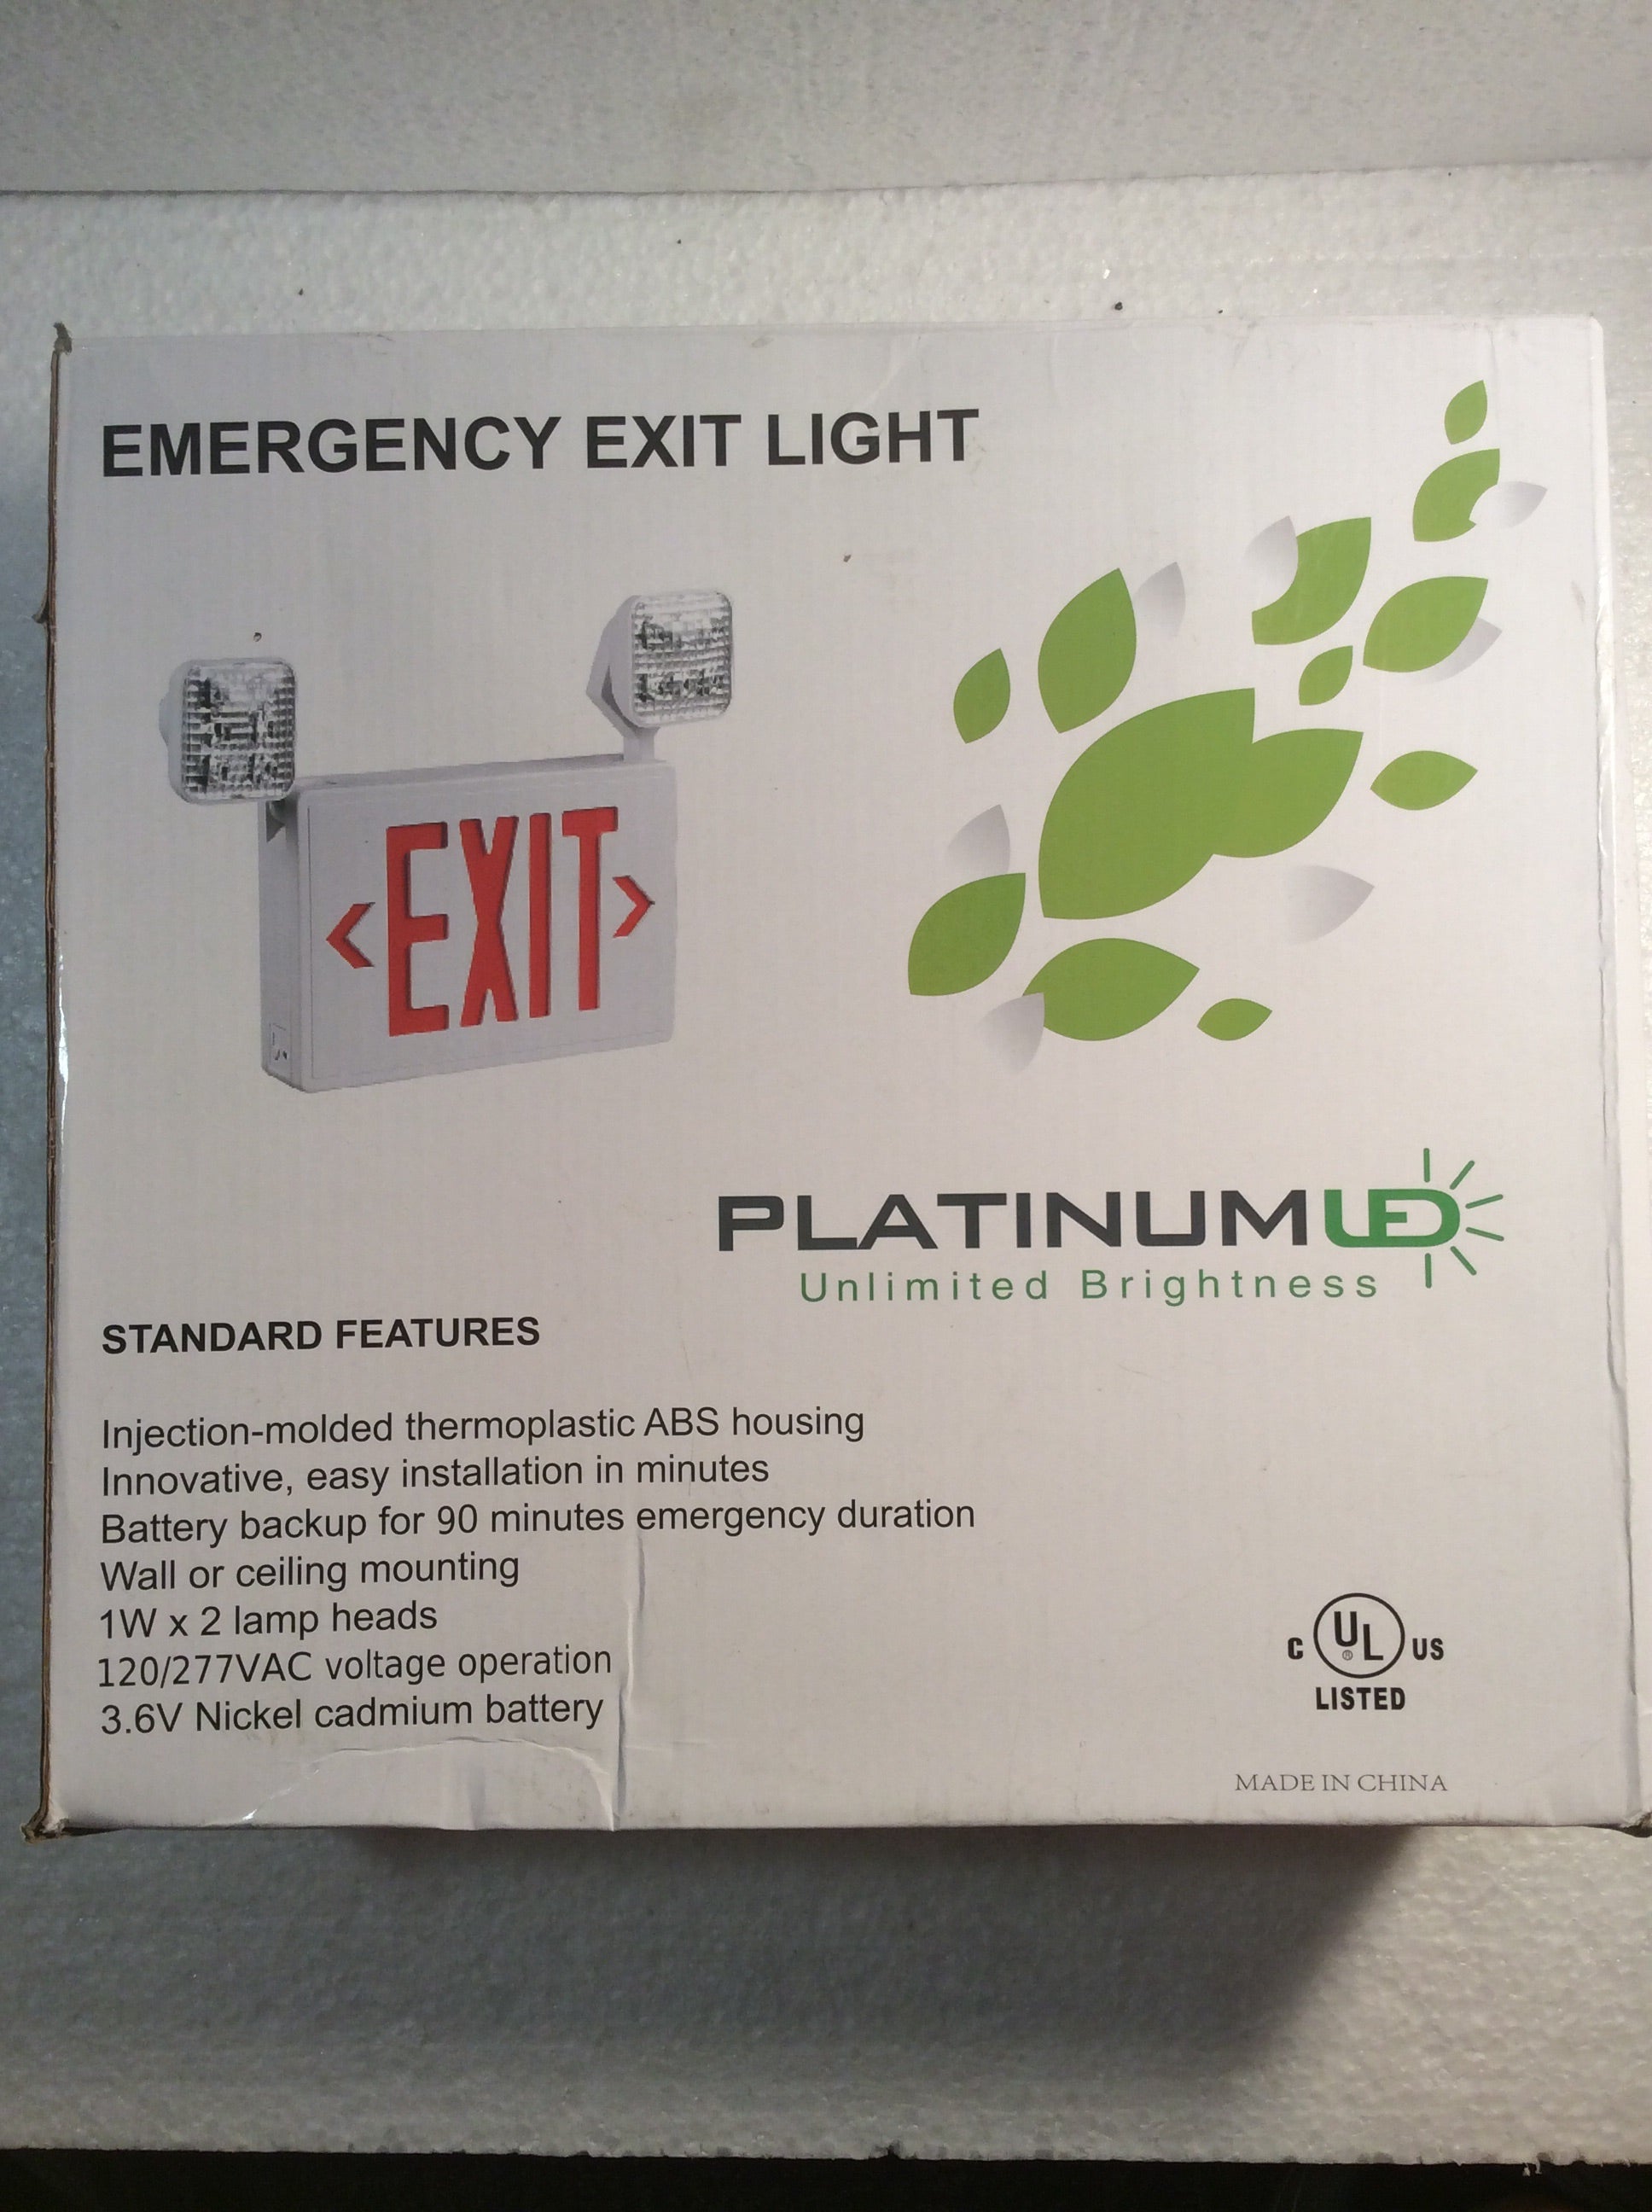 EMERGENCY EXIT LIGHT
<EXIT>
PLATINUMLED
Unlimited Brightness
STANDARD FEATURES
Injection-molded thermoplastic ABS housing
Innovative, easy installation in minutes
Battery backup for 90 minutes emergency duration
Wall or ceiling mounting
1W x 2 lamp heads
120/277VAC voltage operation
3.6V Nickel cadmium battery
C UL® US
LISTED
MADE IN CHINA